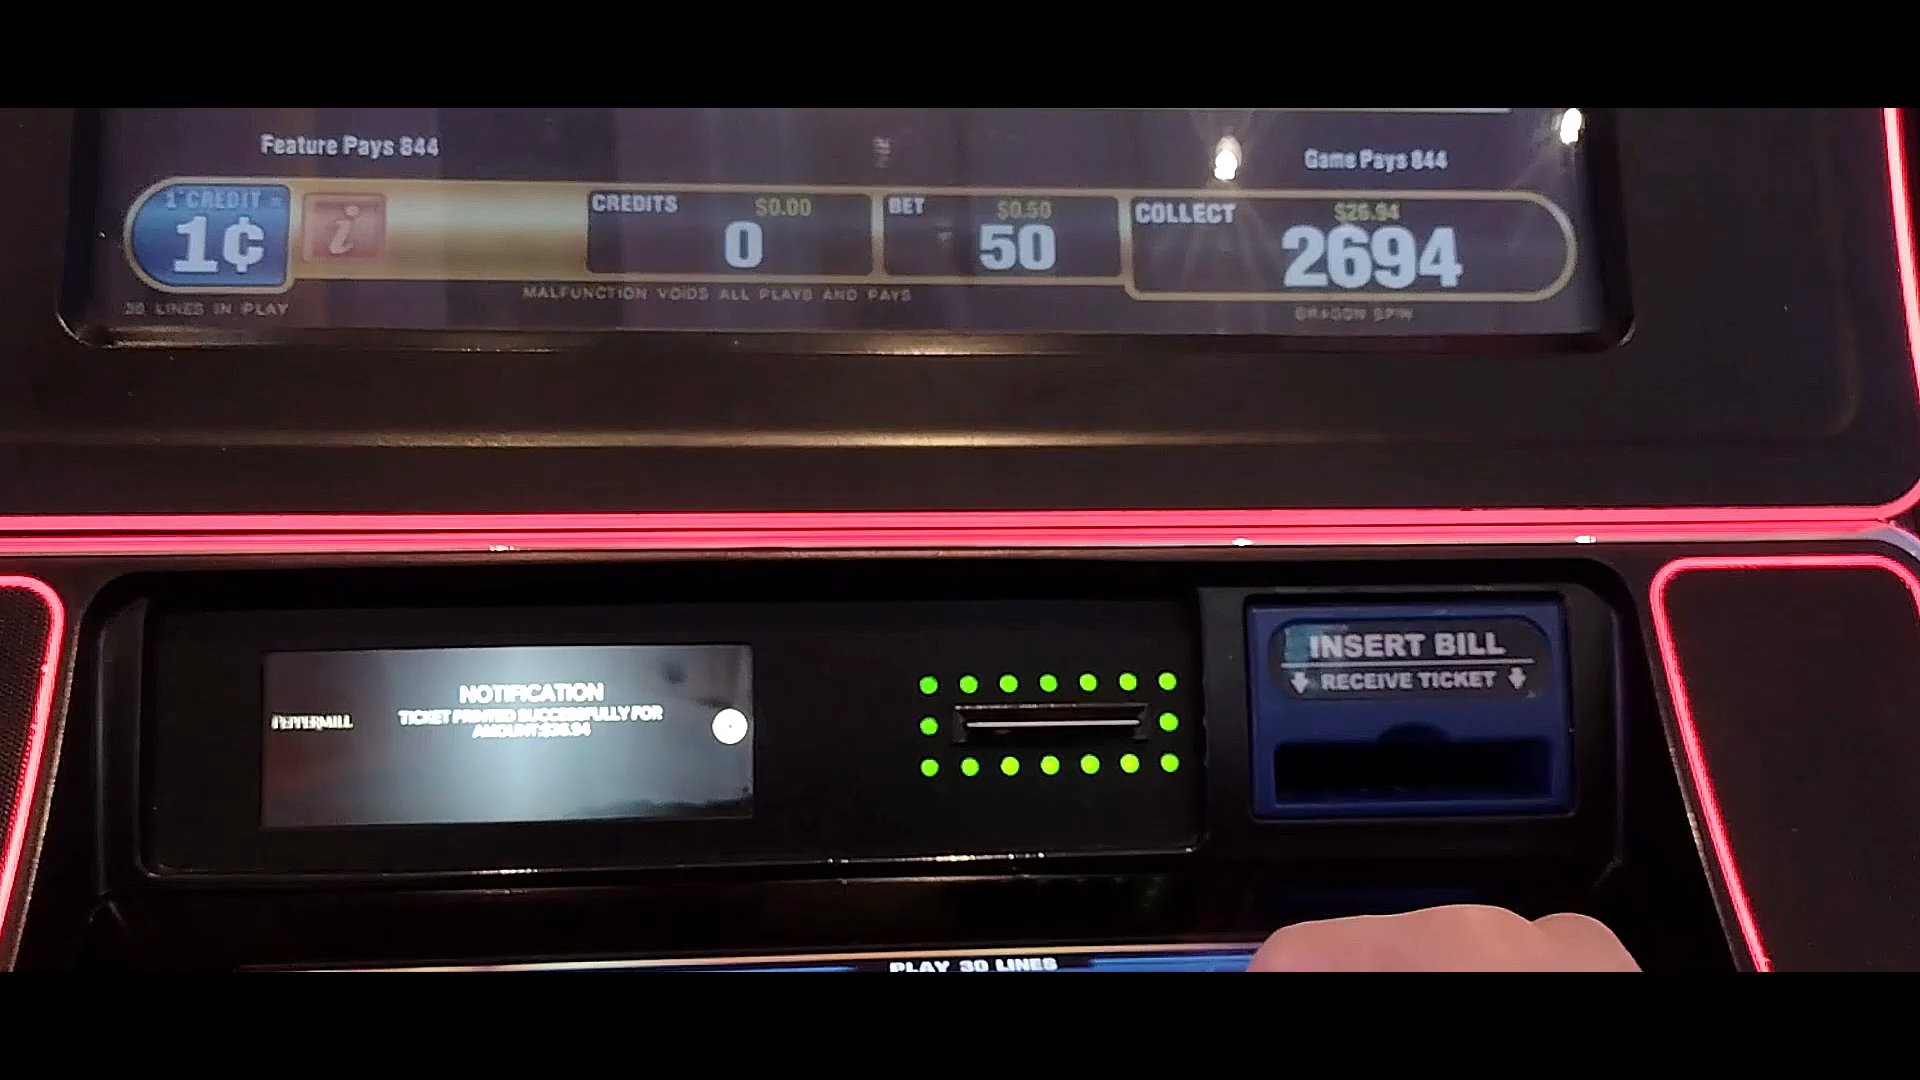 Feature Pays 844
Game Pays 844
1 CREDIT =
1¢
i
CREDITS $0.00
0
BET $0.50
50
COLLECT $26.94
2694
30 LINES IN PLAY
MALFUNCTION VOIDS ALL PLAYS AND PAYS
DRAGON SPIN
PEPPERMILL
NOTIFICATION
TICKET PRINTED SUCCESSFULLY FOR
AMOUNT $26.94
INSERT BILL
RECEIVE TICKET
PLAY 30 LINES